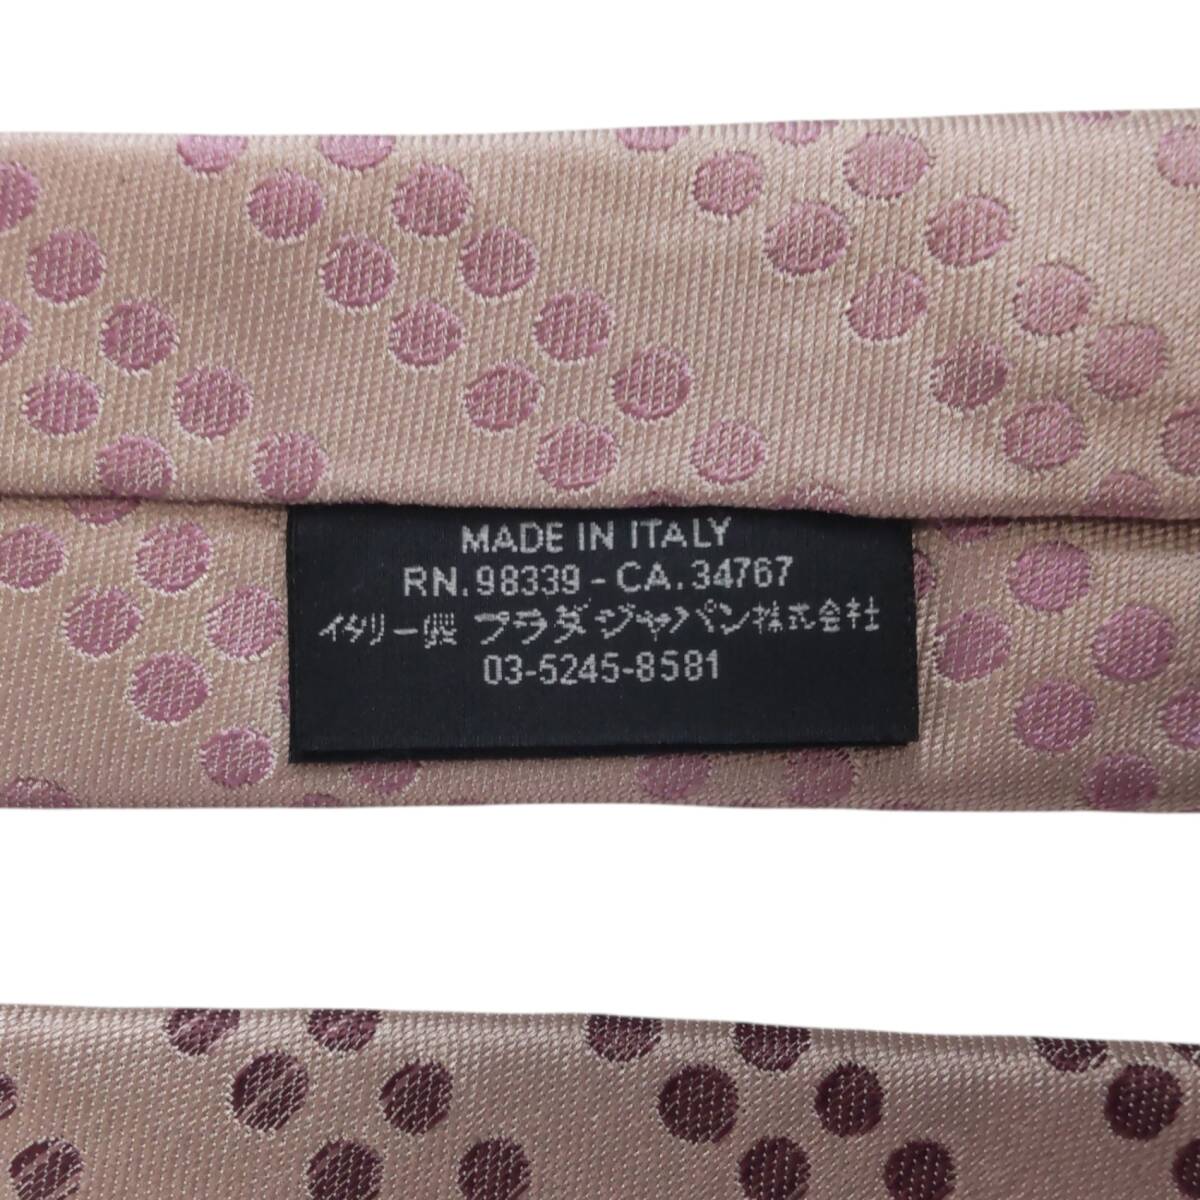 MADE IN ITALY
RN.98339-CA.34767
イタリー製 プラダジャパン株式会社
03-5245-8581